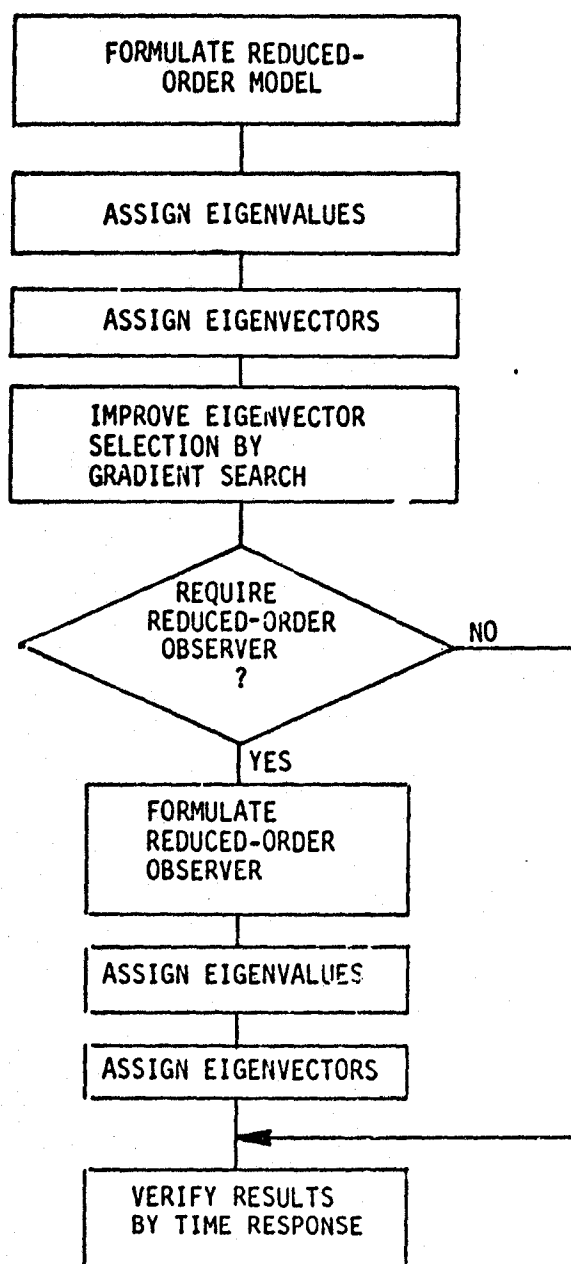 FORMULATE REDUCED-
ORDER MODEL
ASSIGN EIGENVALUES
ASSIGN EIGENVECTORS
IMPROVE EIGENVECTOR
SELECTION BY
GRADIENT SEARCH
REQUIRE
REDUCED-ORDER
OBSERVER
?
NO
YES
FORMULATE
REDUCED-ORDER
OBSERVER
ASSIGN EIGENVALUES
ASSIGN EIGENVECTORS
VERIFY RESULTS
BY TIME RESPONSE